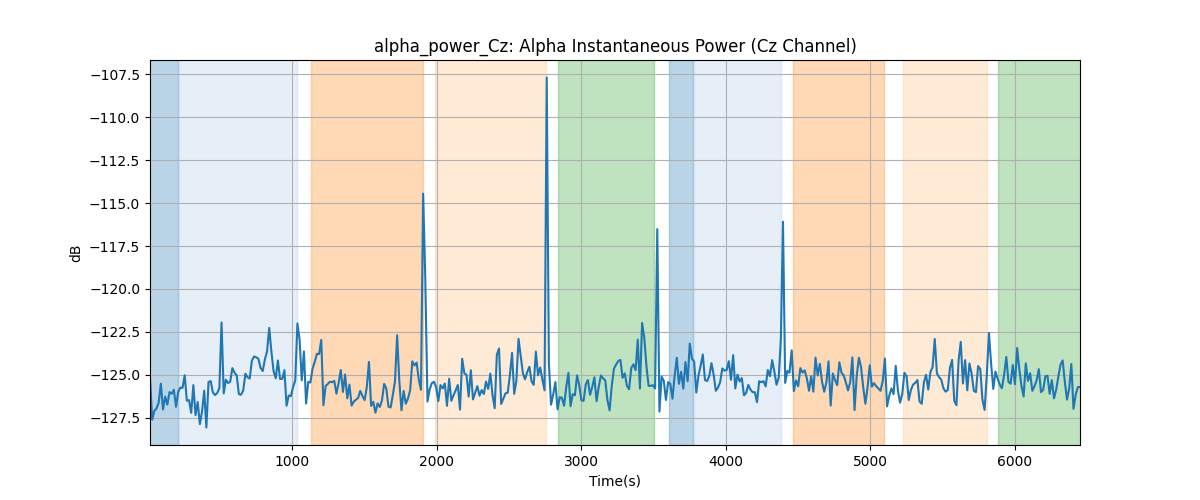 alpha_power_Cz: Alpha Instantaneous Power (Cz Channel)
dB
−107.5
−110.0
−112.5
−115.0
−117.5
−120.0
−122.5
−125.0
−127.5
1000 2000 3000 4000 5000 6000
Time(s)